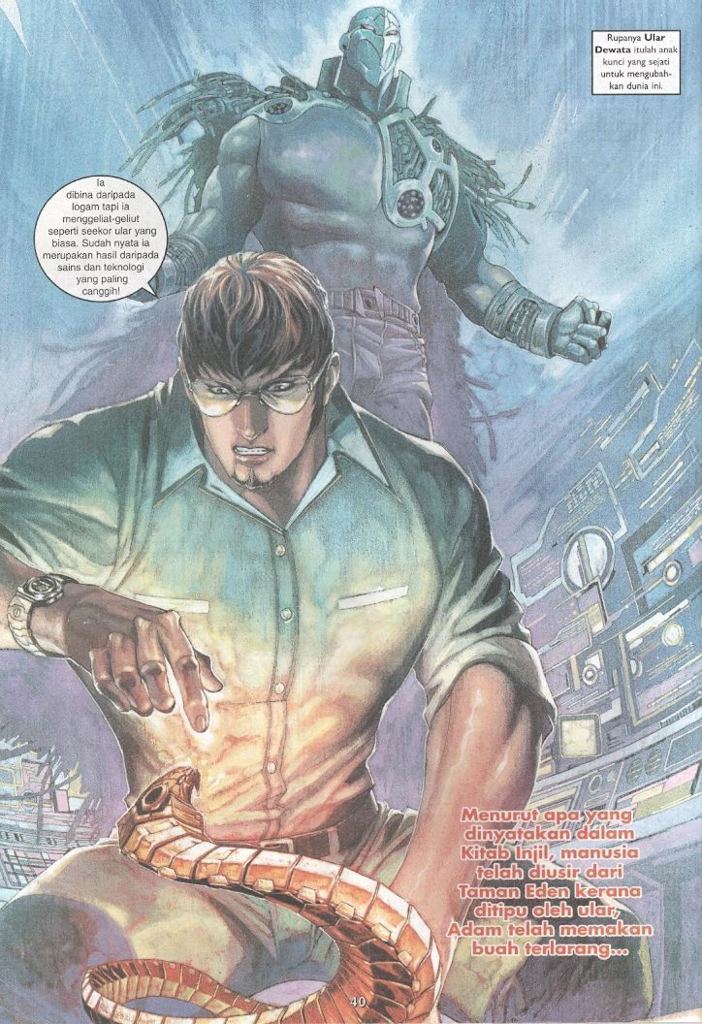 Rupanya Ular
Dewata itulah anak
kunci yang sejati
untuk mengubah-
kan dunia ini.
Ia
dibina daripada
logam tapi ia
menggeliat-geliut
seperti seekor ular yang
biasa. Sudah nyata ia
merupakan hasil daripada
sains dan teknologi
yang paling
canggih!
Menurut apa yang
dinyatakan dalam
Kitab Injil, manusia
telah diusir dari
Taman Eden kerana
ditipu oleh ular,
Adam telah memakan
buah terlarang...
40